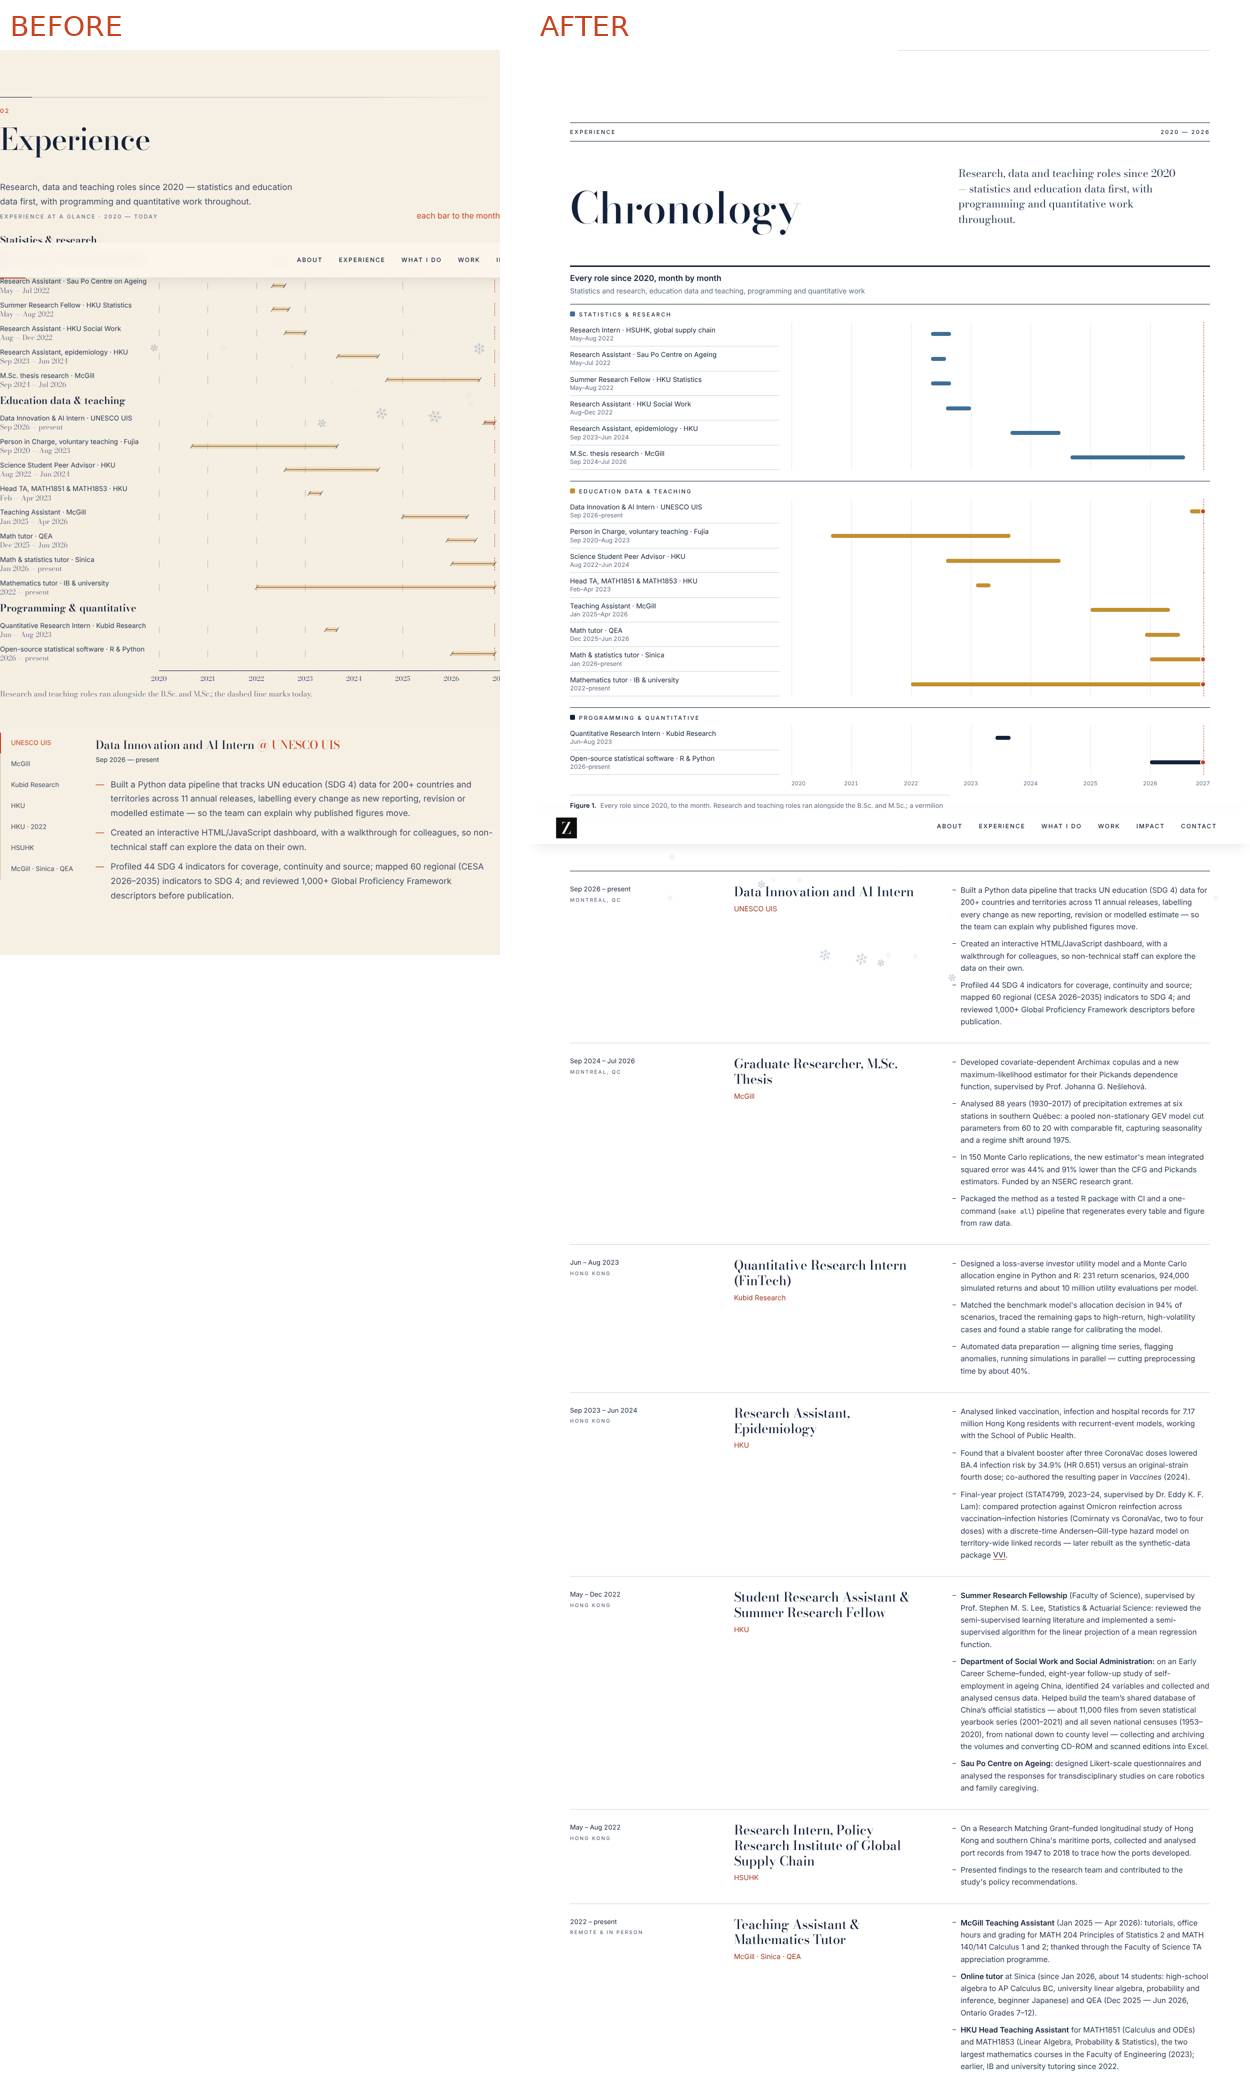 BEFORE
02
Experience
Research, data and teaching roles since 2020 — statistics and education
data first, with programming and quantitative work throughout.
EXPERIENCE AT A GLANCE · 2020 — TODAY
each bar to the month
Statistics & research
ABOUT EXPERIENCE WHAT I DO WORK
Research Assistant · Sau Po Centre on Ageing
May – Jul 2022
Summer Research Fellow · HKU Statistics
May – Aug 2022
Research Assistant · HKU Social Work
Aug – Dec 2022
Research Assistant, epidemiology · HKU
Sep 2023 – Jun 2024
M.Sc. thesis research · McGill
Sep 2024 – Jul 2026
Education data & teaching
Data Innovation & AI Intern · UNESCO UIS
Sep 2026 – present
Person in Charge, voluntary teaching · Fujia
Sep 2020 – Aug 2023
Science Student Peer Advisor · HKU
Aug 2022 – Jun 2024
Head TA, MATH1851 & MATH1853 · HKU
Feb – Apr 2023
Teaching Assistant · McGill
Jan 2025 – Apr 2026
Math tutor · QEA
Dec 2025 – Jun 2026
Math & statistics tutor · Sinica
Jan 2026 – present
Mathematics tutor · IB & university
2022 – present
Programming & quantitative
Quantitative Research Intern · Kubid Research
Jun – Aug 2023
Open-source statistical software · R & Python
2026 – present
2020 2021 2022 2023 2024 2025 2026 20
Research and teaching roles ran alongside the B.Sc. and M.Sc.; the dashed line marks today.
UNESCO UIS
McGill
Kubid Research
HKU
HKU · 2022
HSUHK
McGill · Sinica · QEA
Data Innovation and AI Intern @ UNESCO UIS
Sep 2026 — present
— Built a Python data pipeline that tracks UN education (SDG 4) data for 200+ countries and
territories across 11 annual releases, labelling every change as new reporting, revision or
modelled estimate — so the team can explain why published figures move.
— Created an interactive HTML/JavaScript dashboard, with a walkthrough for colleagues, so non-
technical staff can explore the data on their own.
— Profiled 44 SDG 4 indicators for coverage, continuity and source; mapped 60 regional (CESA
2026–2035) indicators to SDG 4; and reviewed 1,000+ Global Proficiency Framework
descriptors before publication.
AFTER
EXPERIENCE 2020 — 2026
Chronology
Research, data and teaching roles since 2020
— statistics and education data first, with
programming and quantitative work
throughout.
Every role since 2020, month by month
Statistics and research, education data and teaching, programming and quantitative work
STATISTICS & RESEARCH
Research Intern · HSUHK, global supply chain
May–Aug 2022
Research Assistant · Sau Po Centre on Ageing
May–Jul 2022
Summer Research Fellow · HKU Statistics
May–Aug 2022
Research Assistant · HKU Social Work
Aug–Dec 2022
Research Assistant, epidemiology · HKU
Sep 2023–Jun 2024
M.Sc. thesis research · McGill
Sep 2024–Jul 2026
EDUCATION DATA & TEACHING
Data Innovation & AI Intern · UNESCO UIS
Sep 2026–present
Person in Charge, voluntary teaching · Fujia
Sep 2020–Aug 2023
Science Student Peer Advisor · HKU
Aug 2022–Jun 2024
Head TA, MATH1851 & MATH1853 · HKU
Feb–Apr 2023
Teaching Assistant · McGill
Jan 2025–Apr 2026
Math tutor · QEA
Dec 2025–Jun 2026
Math & statistics tutor · Sinica
Jan 2026–present
Mathematics tutor · IB & university
2022–present
PROGRAMMING & QUANTITATIVE
Quantitative Research Intern · Kubid Research
Jun–Aug 2023
Open-source statistical software · R & Python
2026–present
2020 2021 2022 2023 2024 2025 2026 2027
Figure 1. Every role since 2020, to the month. Research and teaching roles ran alongside the B.Sc. and M.Sc.; a vermilion
Z
ABOUT EXPERIENCE WHAT I DO WORK IMPACT CONTACT
Sep 2026 – present
MONTRÉAL, QC
Data Innovation and AI Intern
UNESCO UIS
– Built a Python data pipeline that tracks UN education (SDG 4) data for
200+ countries and territories across 11 annual releases, labelling
every change as new reporting, revision or modelled estimate — so
the team can explain why published figures move.
– Created an interactive HTML/JavaScript dashboard, with a
walkthrough for colleagues, so non-technical staff can explore the
data on their own.
– Profiled 44 SDG 4 indicators for coverage, continuity and source;
mapped 60 regional (CESA 2026–2035) indicators to SDG 4; and
reviewed 1,000+ Global Proficiency Framework descriptors before
publication.
Sep 2024 – Jul 2026
MONTRÉAL, QC
Graduate Researcher, M.Sc.
Thesis
McGill
– Developed covariate-dependent Archimax copulas and a new
maximum-likelihood estimator for their Pickands dependence
function, supervised by Prof. Johanna G. Nešlehová.
– Analysed 88 years (1930–2017) of precipitation extremes at six
stations in southern Québec: a pooled non-stationary GEV model cut
parameters from 60 to 20 with comparable fit, capturing seasonality
and a regime shift around 1975.
– In 150 Monte Carlo replications, the new estimator's mean integrated
squared error was 44% and 91% lower than the CFG and Pickands
estimators. Funded by an NSERC research grant.
– Packaged the method as a tested R package with CI and a one-
command (make all) pipeline that regenerates every table and figure
from raw data.
Jun – Aug 2023
HONG KONG
Quantitative Research Intern
(FinTech)
Kubid Research
– Designed a loss-averse investor utility model and a Monte Carlo
allocation engine in Python and R: 231 return scenarios, 924,000
simulated returns and about 10 million utility evaluations per model.
– Matched the benchmark model's allocation decision in 94% of
scenarios, traced the remaining gaps to high-return, high-volatility
cases and found a stable range for calibrating the model.
– Automated data preparation — aligning time series, flagging
anomalies, running simulations in parallel — cutting preprocessing
time by about 40%.
Sep 2023 – Jun 2024
HONG KONG
Research Assistant,
Epidemiology
HKU
– Analysed linked vaccination, infection and hospital records for 7.17
million Hong Kong residents with recurrent-event models, working
with the School of Public Health.
– Found that a bivalent booster after three CoronaVac doses lowered
BA.4 infection risk by 34.9% (HR 0.651) versus an original-strain
fourth dose; co-authored the resulting paper in Vaccines (2024).
– Final-year project (STAT4799, 2023–24, supervised by Dr. Eddy K. F.
Lam): compared protection against Omicron reinfection across
vaccination–infection histories (Comirnaty vs CoronaVac, two to four
doses) with a discrete-time Andersen–Gill-type hazard model on
territory-wide linked records — later rebuilt as the synthetic-data
package VVI.
May – Dec 2022
HONG KONG
Student Research Assistant &
Summer Research Fellow
HKU
– Summer Research Fellowship (Faculty of Science), supervised by
Prof. Stephen M. S. Lee, Statistics & Actuarial Science: reviewed the
semi-supervised learning literature and implemented a semi-
supervised algorithm for the linear projection of a mean regression
function.
– Department of Social Work and Social Administration: on an Early
Career Scheme–funded, eight-year follow-up study of self-
employment in ageing China, identified 24 variables and collected and
analysed census data. Helped build the team's shared database of
China's official statistics — about 11,000 files from seven statistical
yearbook series (2001–2021) and all seven national censuses (1953–
2020), from national down to county level — collecting and archiving
the volumes and converting CD-ROM and scanned editions into Excel.
– Sau Po Centre on Ageing: designed Likert-scale questionnaires and
analysed the responses for transdisciplinary studies on care robotics
and family caregiving.
May – Aug 2022
HONG KONG
Research Intern, Policy
Research Institute of Global
Supply Chain
HSUHK
– On a Research Matching Grant–funded longitudinal study of Hong
Kong and southern China's maritime ports, collected and analysed
port records from 1947 to 2018 to trace how the ports developed.
– Presented findings to the research team and contributed to the
study's policy recommendations.
2022 – present
REMOTE & IN PERSON
Teaching Assistant &
Mathematics Tutor
McGill · Sinica · QEA
– McGill Teaching Assistant (Jan 2025 — Apr 2026): tutorials, office
hours and grading for MATH 204 Principles of Statistics 2 and MATH
140/141 Calculus 1 and 2; thanked through the Faculty of Science TA
appreciation programme.
– Online tutor at Sinica (since Jan 2026, about 14 students: high-school
algebra to AP Calculus BC, university linear algebra, probability and
inference, beginner Japanese) and QEA (Dec 2025 — Jun 2026,
Ontario Grades 7–12).
– HKU Head Teaching Assistant for MATH1851 (Calculus and ODEs)
and MATH1853 (Linear Algebra, Probability & Statistics), the two
largest mathematics courses in the Faculty of Engineering (2023);
earlier, IB and university tutoring since 2022.